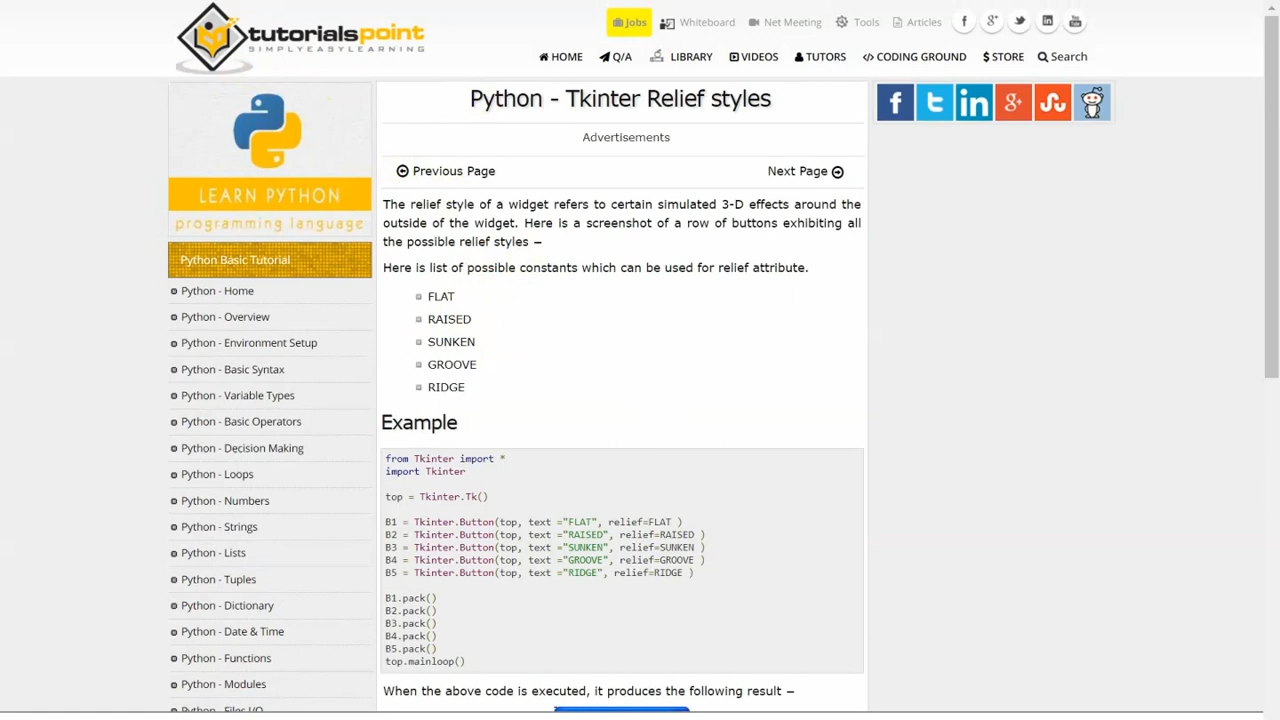 tutorialspoint
SIMPLYEASYLEARNING
Jobs
Whiteboard
Net Meeting
Tools
Articles
HOME
Q/A
LIBRARY
VIDEOS
TUTORS
CODING GROUND
STORE
Search
LEARN PYTHON
programming language
Python Basic Tutorial
Python - Home
Python - Overview
Python - Environment Setup
Python - Basic Syntax
Python - Variable Types
Python - Basic Operators
Python - Decision Making
Python - Loops
Python - Numbers
Python - Strings
Python - Lists
Python - Tuples
Python - Dictionary
Python - Date & Time
Python - Functions
Python - Modules
Python - Files I/O
Python - Tkinter Relief styles
Advertisements
Previous Page
Next Page
The relief style of a widget refers to certain simulated 3-D effects around the
outside of the widget. Here is a screenshot of a row of buttons exhibiting all
the possible relief styles –
Here is list of possible constants which can be used for relief attribute.
FLAT
RAISED
SUNKEN
GROOVE
RIDGE
Example
from Tkinter import *
import Tkinter
top = Tkinter.Tk()
B1 = Tkinter.Button(top, text ="FLAT", relief=FLAT )
B2 = Tkinter.Button(top, text ="RAISED", relief=RAISED )
B3 = Tkinter.Button(top, text ="SUNKEN", relief=SUNKEN )
B4 = Tkinter.Button(top, text ="GROOVE", relief=GROOVE )
B5 = Tkinter.Button(top, text ="RIDGE", relief=RIDGE )
B1.pack()
B2.pack()
B3.pack()
B4.pack()
B5.pack()
top.mainloop()
When the above code is executed, it produces the following result –